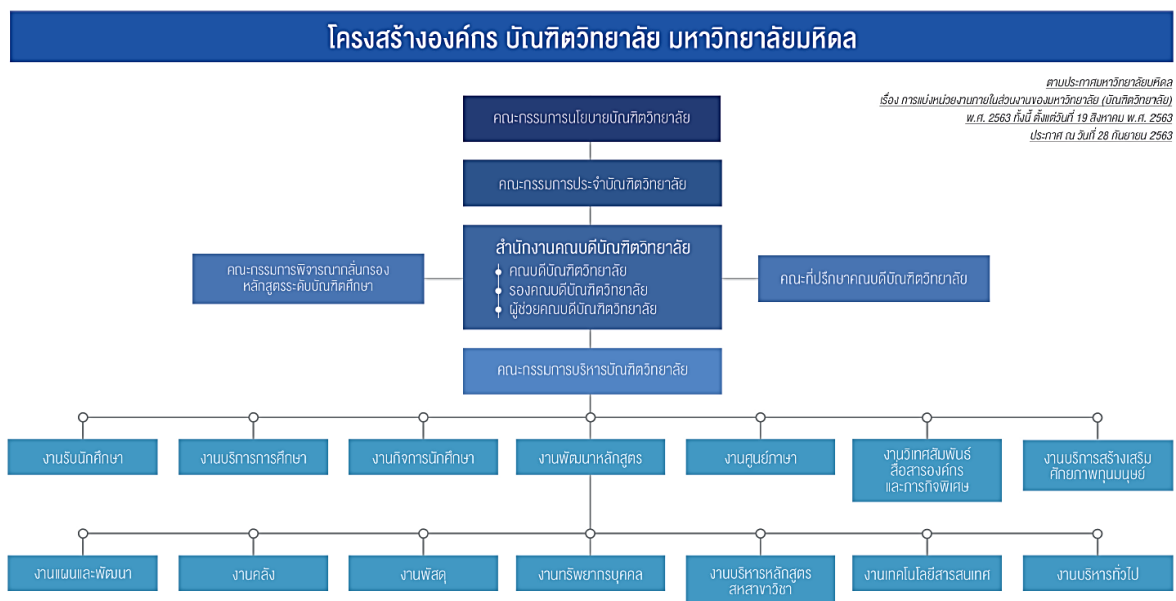 โครงสร้างองค์กร บัณฑิตวิทยาลัย มหาวิทยาลัยมหิดล
ตามประกาศมหาวิทยาลัยมหิดล
เรื่อง การแบ่งหน่วยงานภายในส่วนงานของมหาวิทยาลัย (บัณฑิตวิทยาลัย)
พ.ศ. 2563 ทั้งนี้ ตั้งแต่วันที่ 19 สิงหาคม พ.ศ. 2563
ประกาศ ณ วันที่ 28 กันยายน 2563
คณะกรรมการนโยบายบัณฑิตวิทยาลัย
คณะกรรมการประจำบัณฑิตวิทยาลัย
สำนักงานคณบดีบัณฑิตวิทยาลัย
คณบดีบัณฑิตวิทยาลัย
รองคณบดีบัณฑิตวิทยาลัย
ผู้ช่วยคณบดีบัณฑิตวิทยาลัย
คณะกรรมการพิจารณากลั่นกรอง
หลักสูตรระดับบัณฑิตศึกษา
คณะที่ปรึกษาคณบดีบัณฑิตวิทยาลัย
คณะกรรมการบริหารบัณฑิตวิทยาลัย
งานรับนักศึกษา
งานบริการการศึกษา
งานกิจการนักศึกษา
งานพัฒนาหลักสูตร
งานศูนย์ภาษา
งานวิเทศสัมพันธ์
สื่อสารองค์กร
และภารกิจพิเศษ
งานบริการสร้างเสริม
ศักยภาพทุนมนุษย์
งานแผนและพัฒนา
งานคลัง
งานพัสดุ
งานทรัพยากรบุคคล
งานบริหารหลักสูตร
สหสาขาวิชา
งานเทคโนโลยีสารสนเทศ
งานบริหารทั่วไป